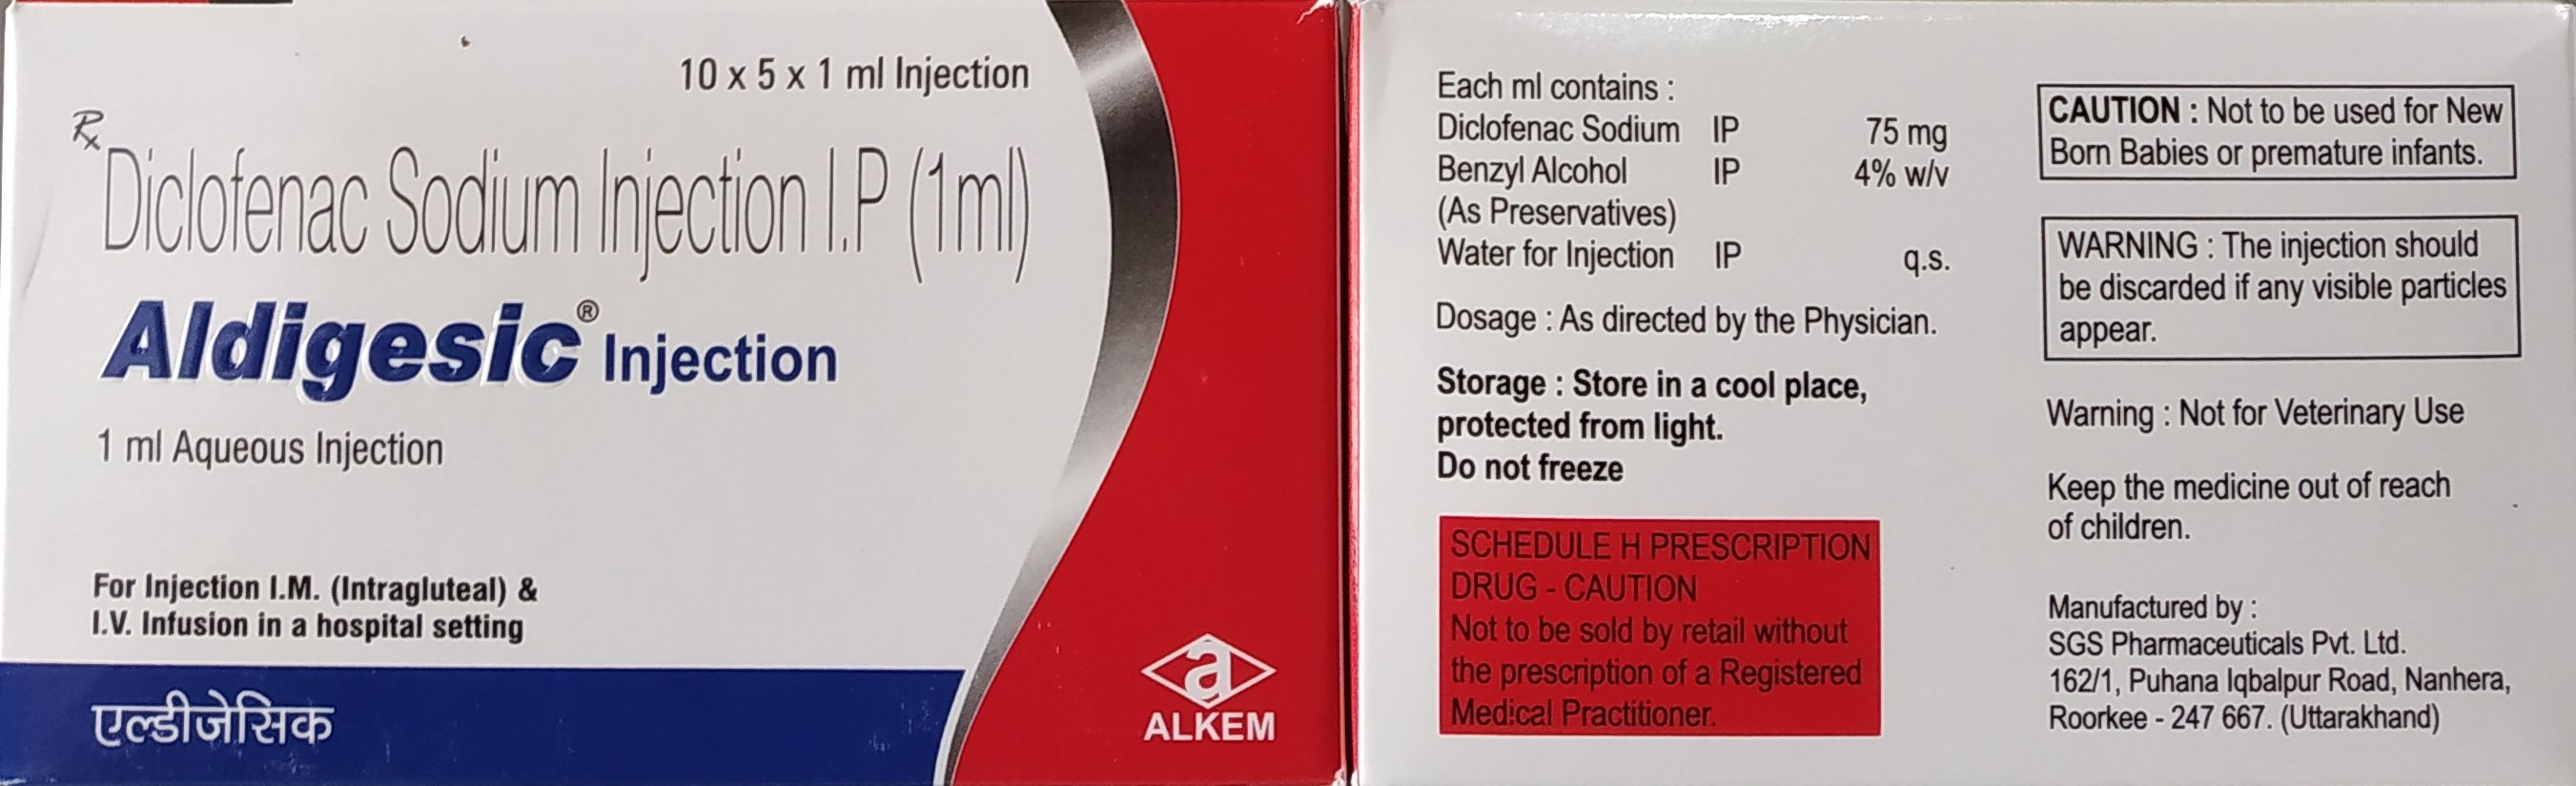 10 x 5 x 1 ml Injection
Rx
Diclofenac Sodium Injection I.P (1ml)
Aldigesic® Injection
1 ml Aqueous Injection
For Injection I.M. (Intragluteal) &
I.V. Infusion in a hospital setting
एल्डीजेसिक
a
ALKEM
Each ml contains :
Diclofenac Sodium IP 75 mg
Benzyl Alcohol IP 4% w/v
(As Preservatives)
Water for Injection IP q.s.
Dosage : As directed by the Physician.
Storage : Store in a cool place,
protected from light.
Do not freeze
SCHEDULE H PRESCRIPTION
DRUG - CAUTION
Not to be sold by retail without
the prescription of a Registered
Medical Practitioner.
CAUTION : Not to be used for New
Born Babies or premature infants.
WARNING : The injection should
be discarded if any visible particles
appear.
Warning : Not for Veterinary Use
Keep the medicine out of reach
of children.
Manufactured by :
SGS Pharmaceuticals Pvt. Ltd.
162/1, Puhana Iqbalpur Road, Nanhera,
Roorkee - 247 667. (Uttarakhand)